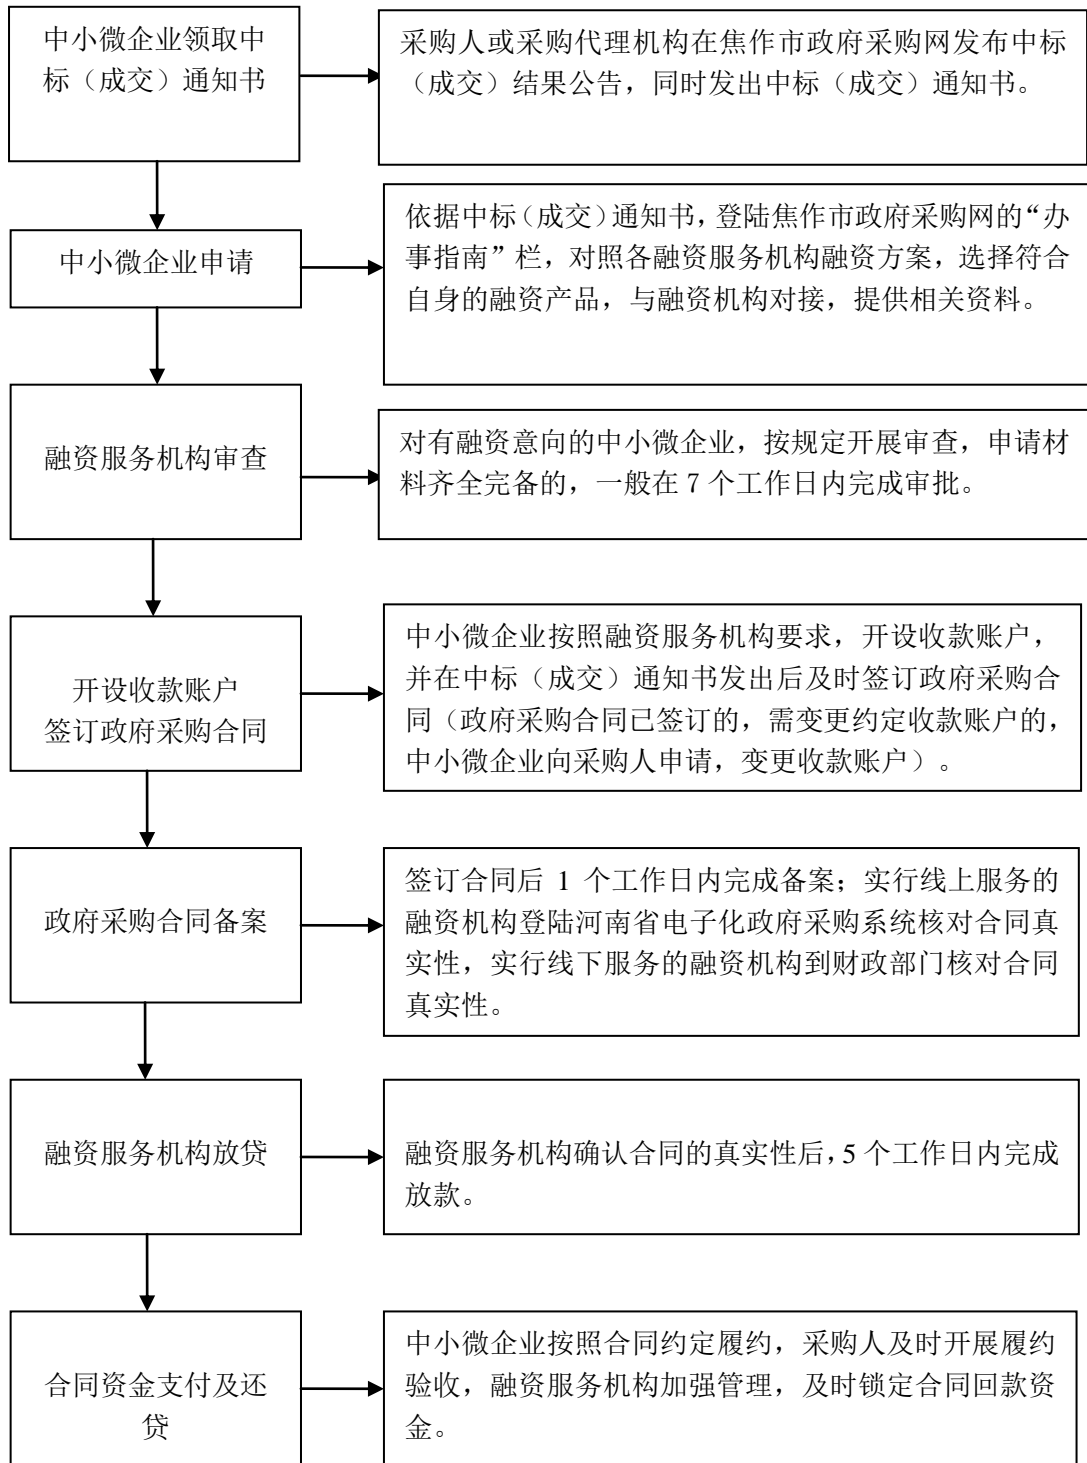 中小微企业领取中
标（成交）通知书
采购人或采购代理机构在焦作市政府采购网发布中标
（成交）结果公告，同时发出中标（成交）通知书。
中小微企业申请
依据中标（成交）通知书，登陆焦作市政府采购网的“办
事指南”栏，对照各融资服务机构融资方案，选择符合
自身的融资产品，与融资机构对接，提供相关资料。
融资服务机构审查
对有融资意向的中小微企业，按规定开展审查，申请材
料齐全完备的，一般在 7 个工作日内完成审批。
开设收款账户
签订政府采购合同
中小微企业按照融资服务机构要求，开设收款账户，
并在中标（成交）通知书发出后及时签订政府采购合
同（政府采购合同已签订的，需变更约定收款账户的，
中小微企业向采购人申请，变更收款账户）。
政府采购合同备案
签订合同后 1 个工作日内完成备案；实行线上服务的
融资机构登陆河南省电子化政府采购系统核对合同真
实性，实行线下服务的融资机构到财政部门核对合同
真实性。
融资服务机构放贷
融资服务机构确认合同的真实性后，5 个工作日内完成
放款。
合同资金支付及还
贷
中小微企业按照合同约定履约，采购人及时开展履约
验收，融资服务机构加强管理，及时锁定合同回款资
金。